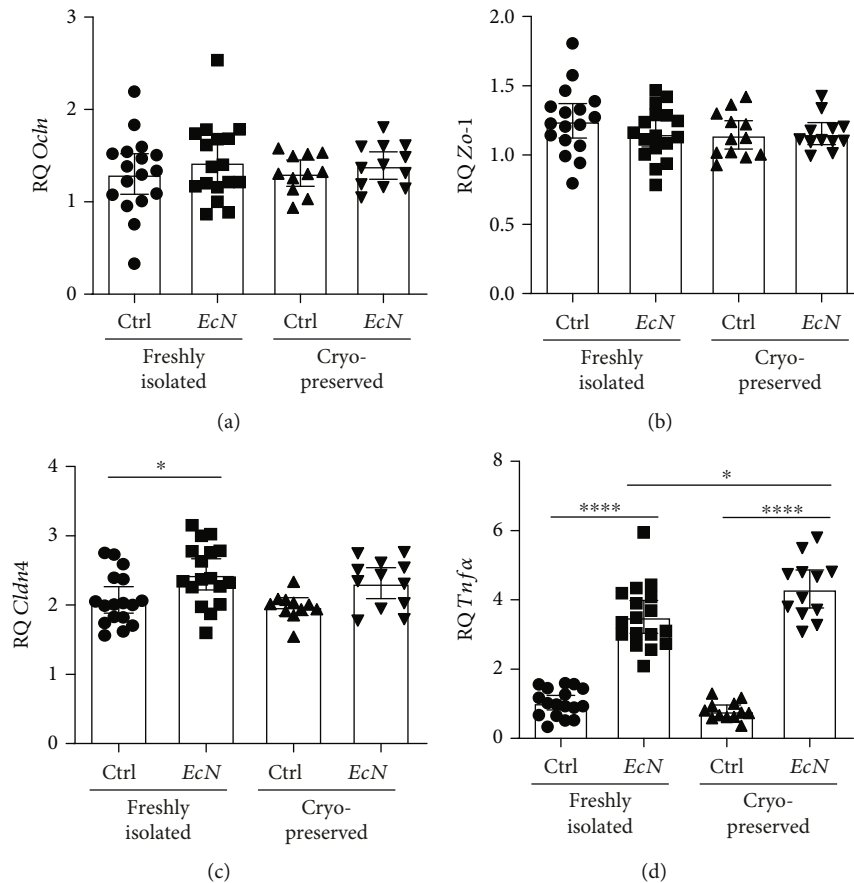 RQ Ocln
3
2
1
0
Ctrl EcN Ctrl EcN
Freshly isolated
Cryo-preserved
(a)
RQ Zo-1
2.0
1.5
1.0
0.5
0.0
Ctrl EcN Ctrl EcN
Freshly isolated
Cryo-preserved
(b)
RQ Cldn4
4
3
2
1
0
*
Ctrl EcN Ctrl EcN
Freshly isolated
Cryo-preserved
(c)
RQ Tnfα
8
6
4
2
0
*
**** ****
Ctrl EcN Ctrl EcN
Freshly isolated
Cryo-preserved
(d)